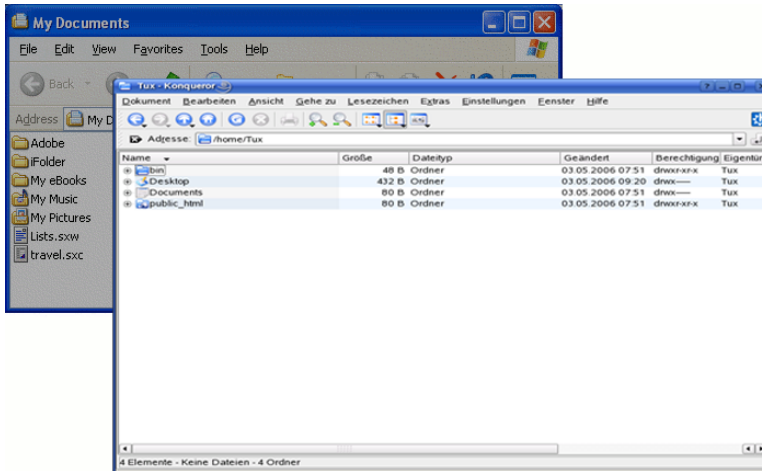 My Documents
File Edit View Favorites Tools Help
Back
Address My D
Adobe
iFolder
My eBooks
My Music
My Pictures
Lists.sxw
travel.sxc
Tux - Konqueror
Dokument Bearbeiten Ansicht Gehe zu Lesezeichen Extras Einstellungen Fenster Hilfe
Adresse: /home/Tux
Name Größe Dateityp Geändert Berechtigung Eigentüm
bin 48 B Ordner 03.05.2006 07:51 drwxr-xr-x Tux
Desktop 432 B Ordner 03.05.2006 09:20 drwx------ Tux
Documents 80 B Ordner 03.05.2006 07:51 drwx------ Tux
public_html 80 B Ordner 03.05.2006 07:51 drwxr-xr-x Tux
4 Elemente - Keine Dateien - 4 Ordner